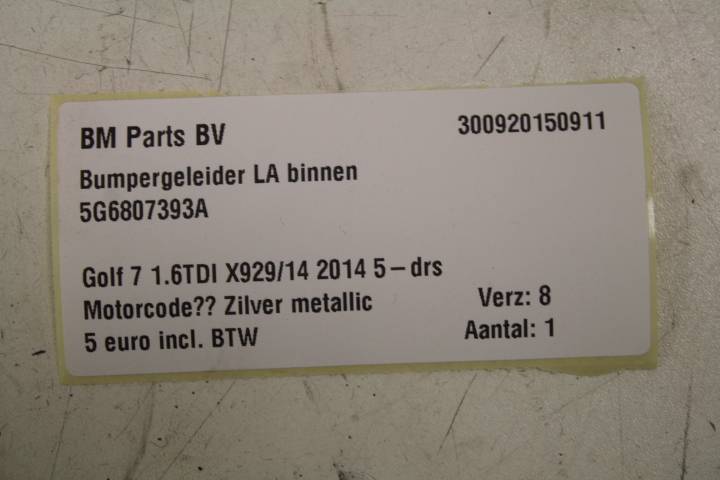 BM Parts BV 300920150911
Bumpergeleider LA binnen
5G6807393A
Golf 7 1.6TDI X929/14 2014 5-drs
Motorcode?? Zilver metallic Verz: 8
5 euro incl. BTW Aantal: 1